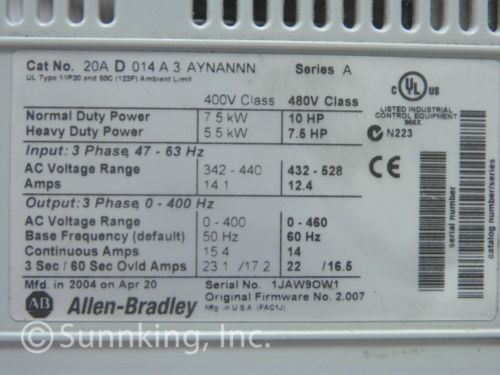 Cat No. 20A D 014 A 3 AYNANNN Series A
UL Type 1/IP20 and 50C (122F) Ambient Limit
400V Class 480V Class
Normal Duty Power 7.5 kW 10 HP
Heavy Duty Power 5.5 kW 7.5 HP
Input: 3 Phase, 47 - 63 Hz
AC Voltage Range 342 - 440 432 - 528
Amps 14.1 12.4
Output: 3 Phase, 0 - 400 Hz
AC Voltage Range 0 - 400 0 - 460
Base Frequency (default) 50 Hz 60 Hz
Continuous Amps 15.4 14
3 Sec / 60 Sec Ovld Amps 23.1 / 17.2 22 / 16.5
Mfd. in 2004 on Apr 20 Serial No. 1JAW9OW1
Original Firmware No. 2.007
AB Allen-Bradley Mfg. in U.S.A (FAC1J)
C UL US
LISTED INDUSTRIAL
CONTROL EQUIPMENT
966X
N223
CE
serial number
catalog number/series
© Sunnking, Inc.